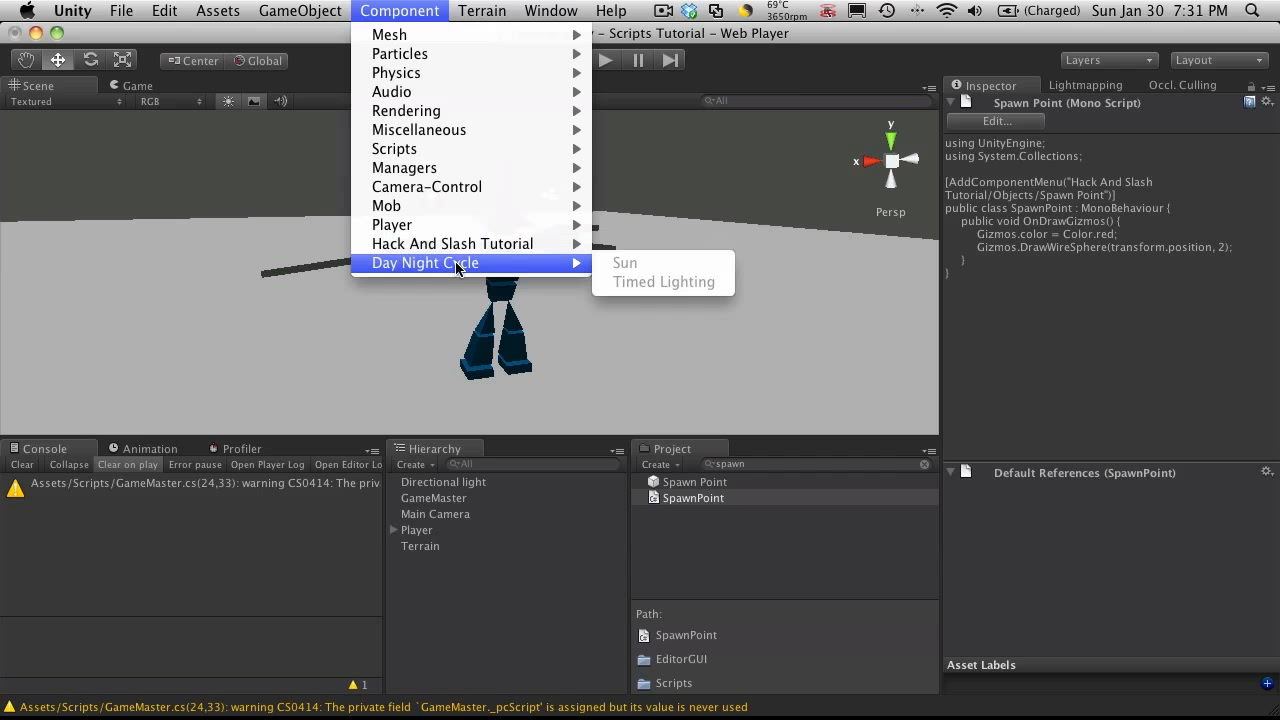 Unity File Edit Assets GameObject Component Terrain Window Help 69°C 3650rpm (Charged) Sun Jan 30 7:31 PM
- Scripts Tutorial - Web Player
Center Global Layers Layout
Scene Game
Textured RGB All
Mesh
Particles
Physics
Audio
Rendering
Miscellaneous
Scripts
Managers
Camera-Control
Mob
Player
Hack And Slash Tutorial
Day Night Cycle
Sun
Timed Lighting
y
x
Persp
Inspector Lightmapping Occl. Culling
Spawn Point (Mono Script)
Edit...
using UnityEngine;
using System.Collections;
[AddComponentMenu("Hack And Slash
Tutorial/Objects/Spawn Point")]
public class SpawnPoint : MonoBehaviour {
public void OnDrawGizmos() {
Gizmos.color = Color.red;
Gizmos.DrawWireSphere(transform.position, 2);
}
}
Default References (SpawnPoint)
Asset Labels
Console Animation Profiler
Clear Collapse Clear on play Error pause Open Player Log Open Editor Lo
Assets/Scripts/GameMaster.cs(24,33): warning CS0414: The priv
1
Hierarchy
Create All
Directional light
GameMaster
Main Camera
Player
Terrain
Project
Create spawn
Spawn Point
SpawnPoint
Path:
SpawnPoint
EditorGUI
Scripts
Assets/Scripts/GameMaster.cs(24,33): warning CS0414: The private field `GameMaster._pcScript' is assigned but its value is never used